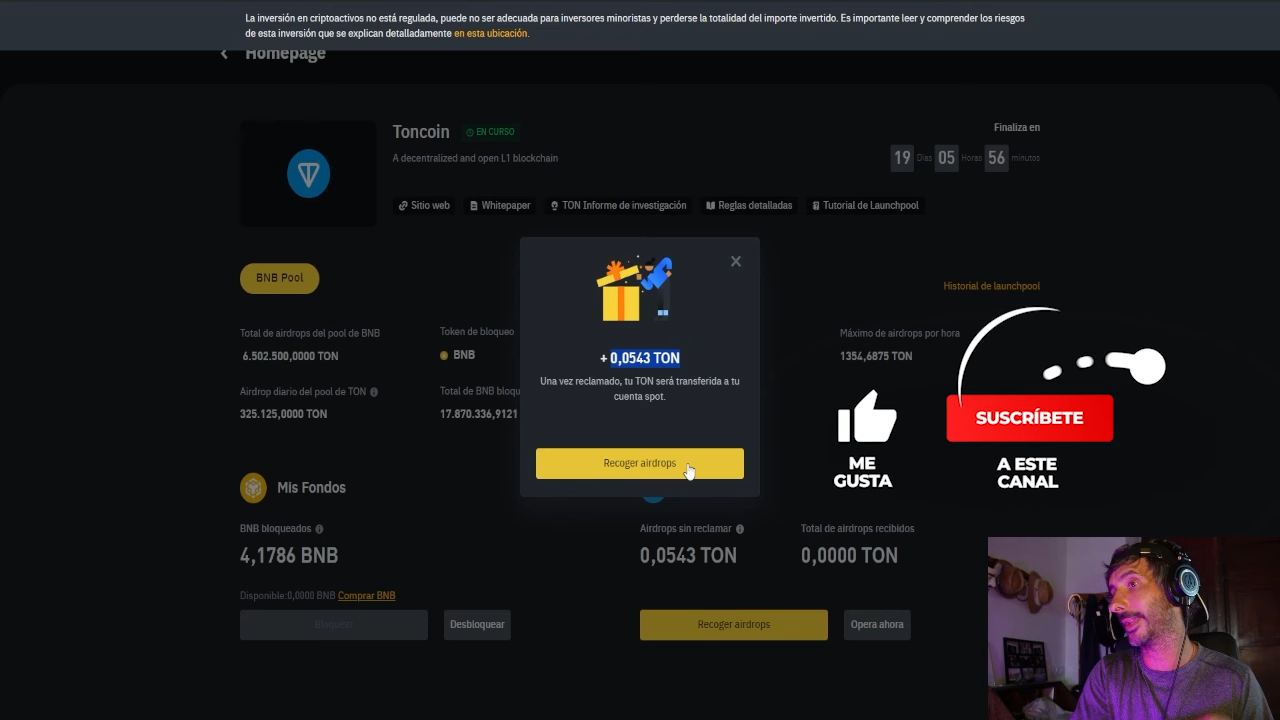 La inversión en criptoactivos no está regulada, puede no ser adecuada para inversores minoristas y perderse la totalidad del importe invertido. Es importante leer y comprender los riesgos
de esta inversión que se explican detalladamente en esta ubicación.
Homepage
Toncoin EN CURSO
Finaliza en
A decentralized and open L1 blockchain
19 Días 05 Horas 56 minutos
Sitio web Whitepaper TON Informe de investigación Reglas detalladas Tutorial de Launchpool
BNB Pool
Historial de launchpool
Total de airdrops del pool de BNB
6.502.500,0000 TON
Token de bloqueo
BNB
Máximo de airdrops por hora
1354,6875 TON
Airdrop diario del pool de TON
325.125,0000 TON
Total de BNB bloqu
17.870.336,9121
+ 0,0543 TON
Una vez reclamado, tu TON será transferida a tu
cuenta spot.
Recoger airdrops
ME
GUSTA
SUSCRÍBETE
A ESTE
CANAL
Mis Fondos
BNB bloqueados
4,1786 BNB
Airdrops sin reclamar
0,0543 TON
Total de airdrops recibidos
0,0000 TON
Disponible:0,0000 BNB Comprar BNB
Bloquear
Desbloquear
Recoger airdrops
Opera ahora